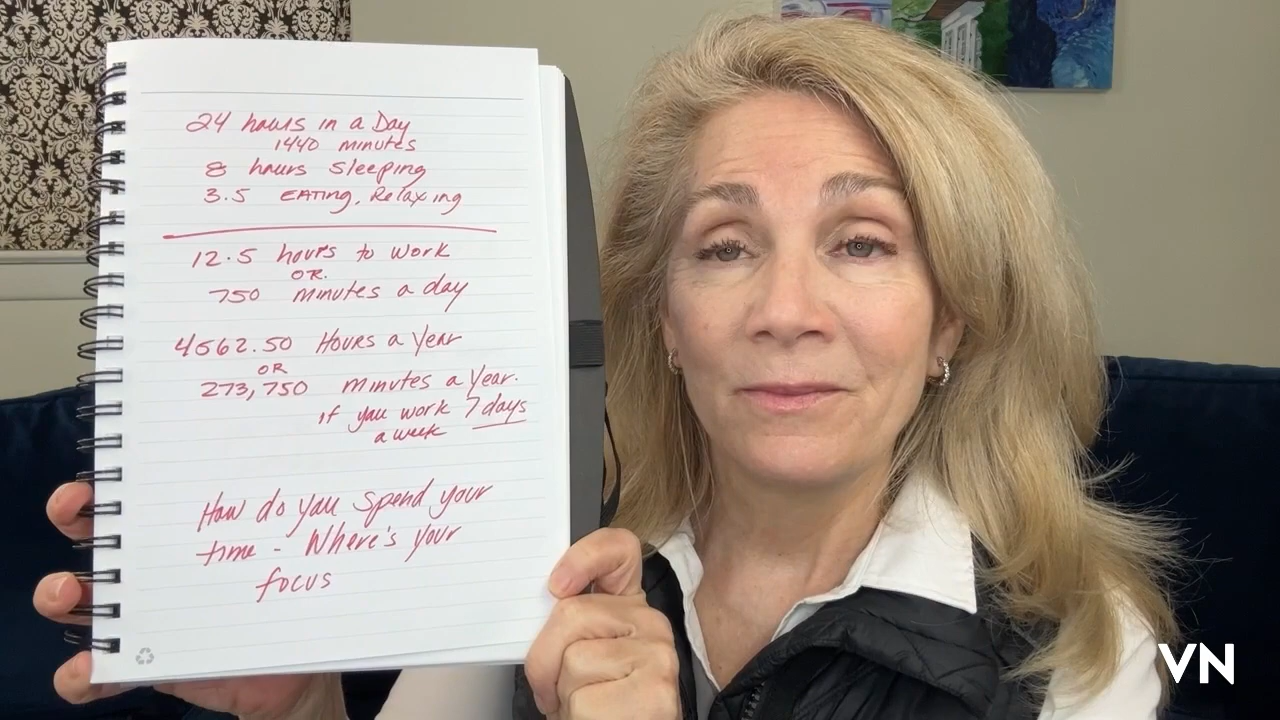 24 hours in a Day
1440 minutes
8 hours sleeping
3.5 EATing, Relaxing
12.5 hours to work
OR.
750 minutes a day
4562.50 Hours a Year
OR
273,750 minutes a Year.
if you work 7 days
a week
How do you spend your
time - Where's your
focus
VN